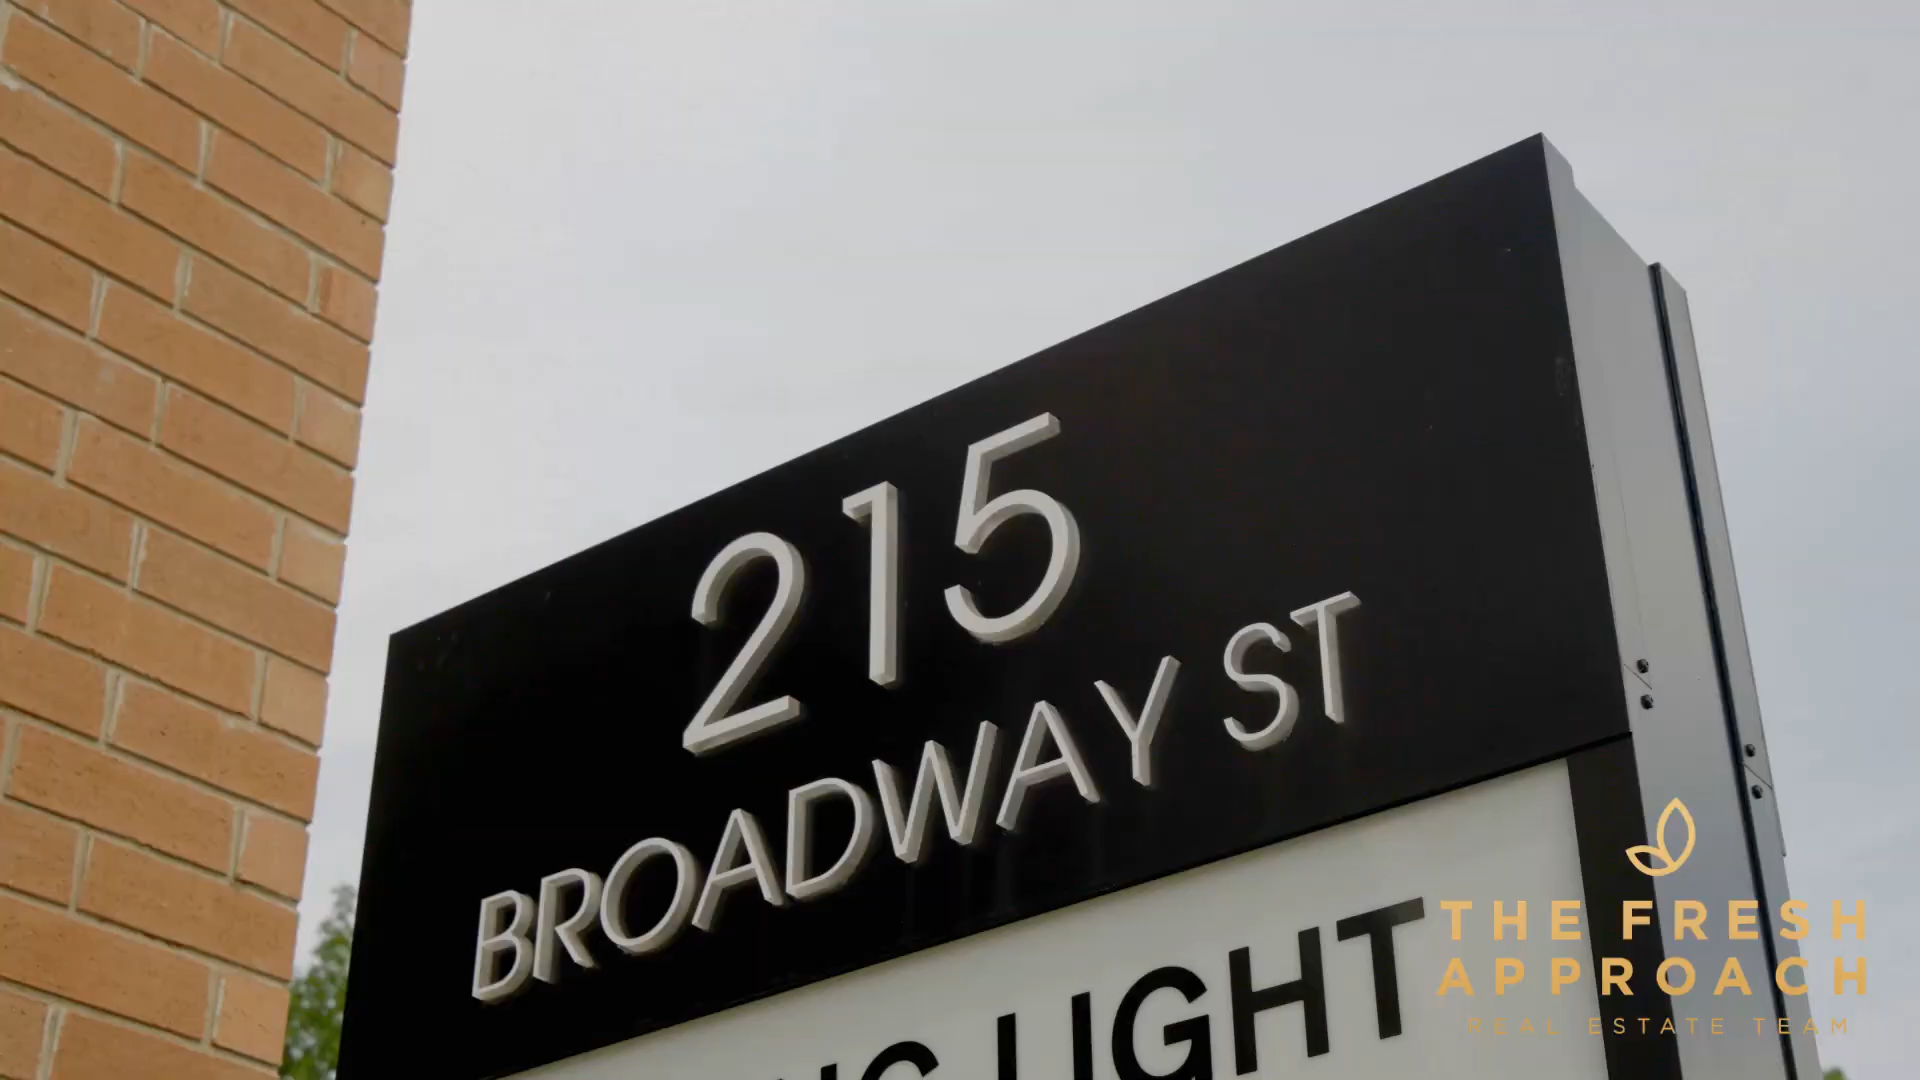 215
BROADWAY ST
LIGHT
THE FRESH
APPROACH
REAL ESTATE TEAM